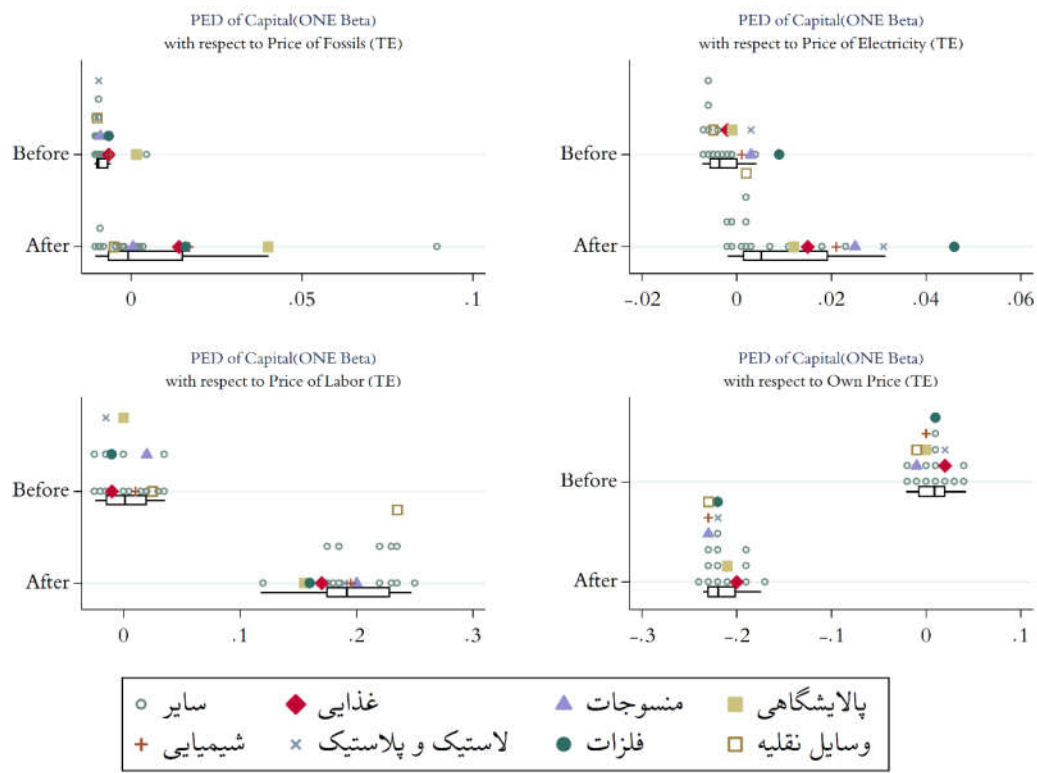 PED of Capital(ONE Beta)
with respect to Price of Fossils (TE)
Before
After
0 .05 .1
PED of Capital(ONE Beta)
with respect to Price of Electricity (TE)
Before
After
-.02 0 .02 .04 .06
PED of Capital(ONE Beta)
with respect to Price of Labor (TE)
Before
After
0 .1 .2 .3
PED of Capital(ONE Beta)
with respect to Own Price (TE)
Before
After
-.3 -.2 -.1 0 .1
سایر غذایی منسوجات پالایشگاهی
شیمیایی لاستیک و پلاستیک فلزات وسایل نقلیه